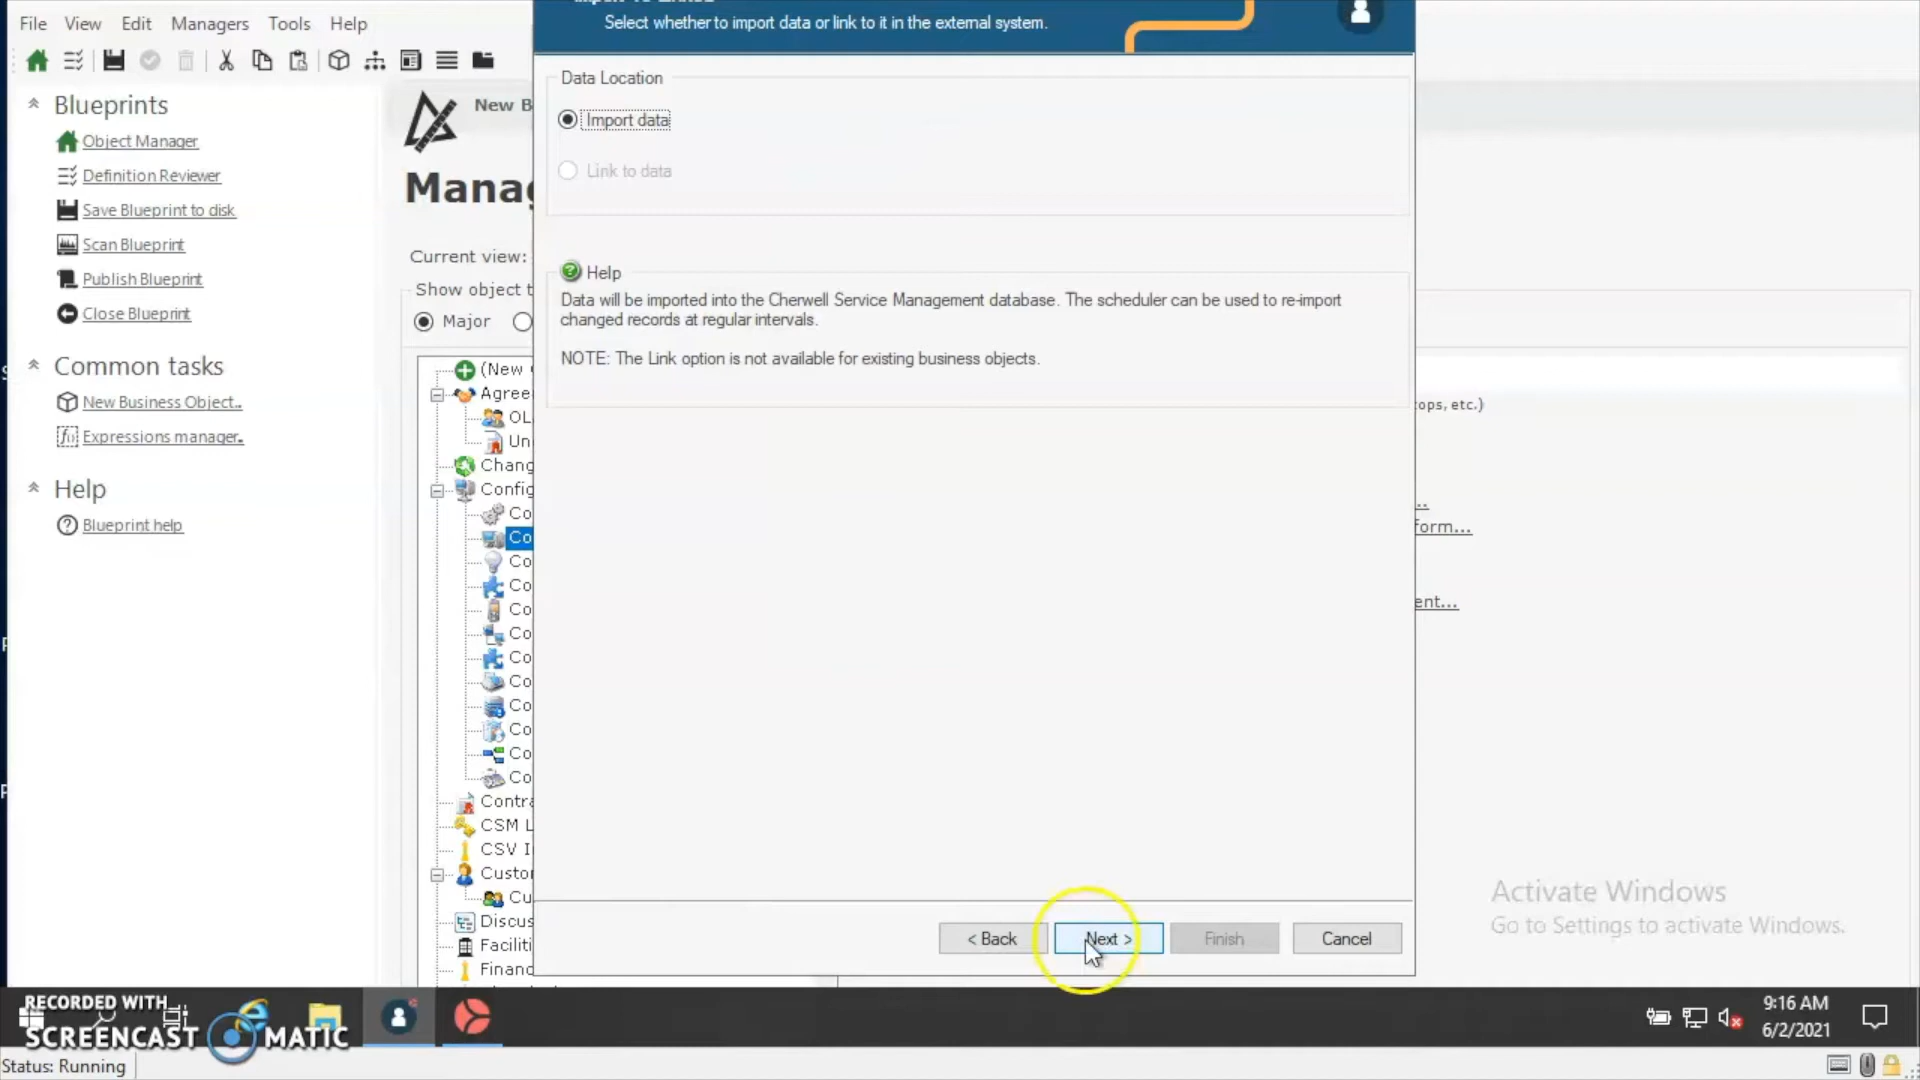 File View Edit Managers Tools Help
Select whether to import data or link to it in the external system.
Data Location
Import data
Link to data
Help
Data will be imported into the Cherwell Service Management database. The scheduler can be used to re-import
changed records at regular intervals.
NOTE: The Link option is not available for existing business objects.
< Back
Next >
Finish
Cancel
Blueprints
Object Manager
Definition Reviewer
Save Blueprint to disk
Scan Blueprint
Publish Blueprint
Close Blueprint
Common tasks
New Business Object..
Expressions manager..
Help
Blueprint help
New B
Manag
Current view:
Show object t
Major
(New
Agree
OL
Un
Chang
Config
Co
Co
Co
Co
Co
Co
Co
Co
Co
Co
Co
Co
Contra
CSM L
CSV I
Custo
Cu
Discus
Faciliti
Financ
tops, etc.)
...
form...
ent...
Activate Windows
Go to Settings to activate Windows.
RECORDED WITH
SCREENCAST MATIC
9:16 AM
6/2/2021
Status: Running